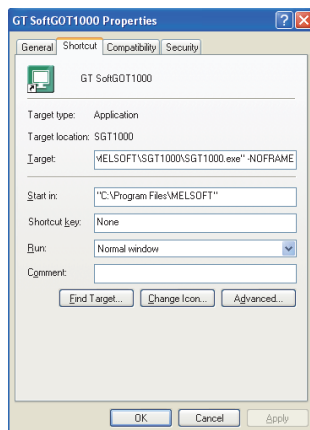 GT SoftGOT1000 Properties
General Shortcut Compatibility Security
GT SoftGOT1000
Target type: Application
Target location: SGT1000
Target: MELSOFT\SGT1000\SGT1000.exe" -NOFRAME
Start in: "C:\Program Files\MELSOFT"
Shortcut key: None
Run: Normal window
Comment:
Find Target... Change Icon... Advanced...
OK Cancel Apply